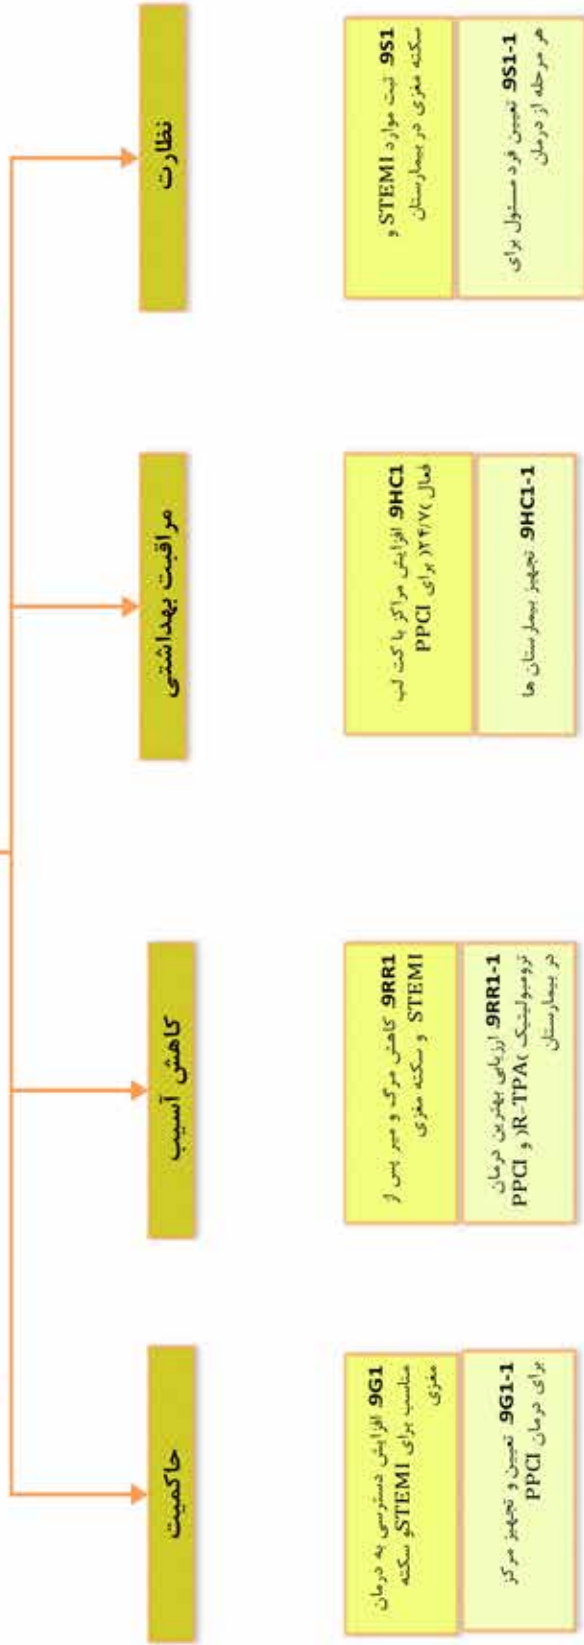 نظارت
مراقبت بهداشتی
کاهش آسیب
حاکمیت
9S1. ثبت موارد STEMI و
سکته مغزی در بیمارستان
9S1-1. تعیین فرد مسئول برای
هر مرحله از درمان
9HC1. افزایش مراکز با کت لب
فعال )۲۴/۷( برای PPCI
9HC1-1. تجهیز بیمارستان ها
9RR1. کاهش مرگ و میر پس از
STEMI و سکته مغزی
9RR1-1. ارزیابی بهترین درمان
ترومبولیتیک )R-TPA( و PPCI
در بیمارستان
9G1. افزایش دسترسی به درمان
مناسب برای STEMIو سکته
مغزی
9G1-1. تعیین و تجهیز مرکز
برای درمان PPCI